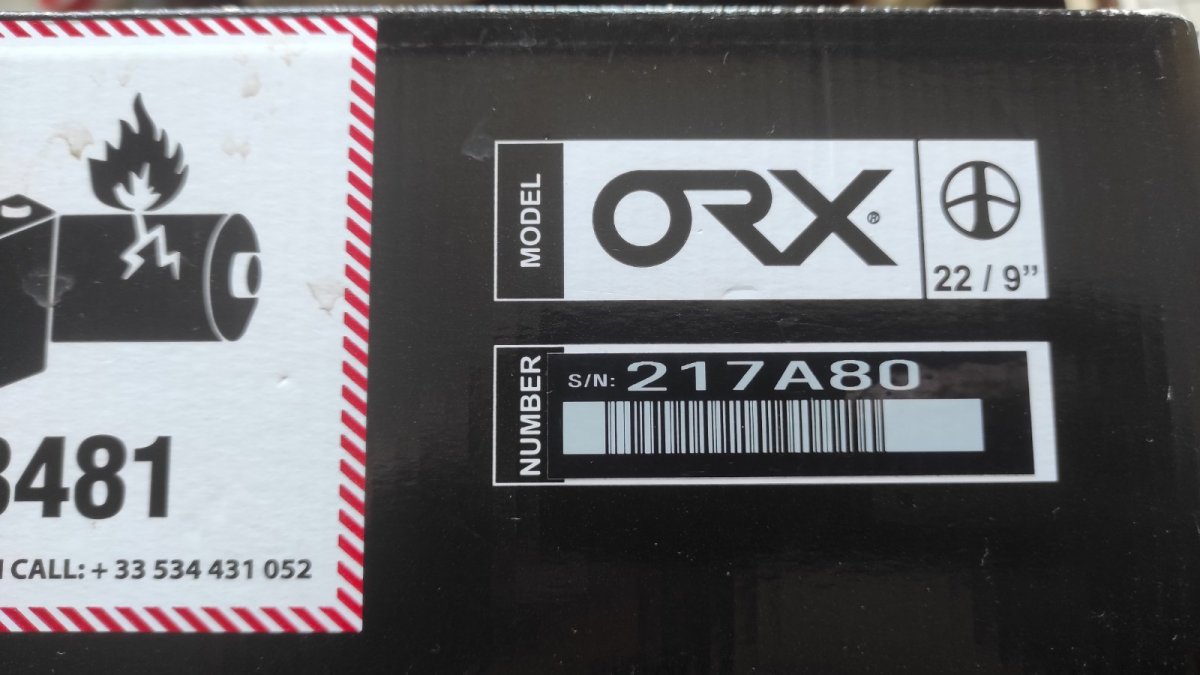 3481
CALL: + 33 534 431 052
MODEL
ORX®
22 / 9”
NUMBER
S/N: 217A80